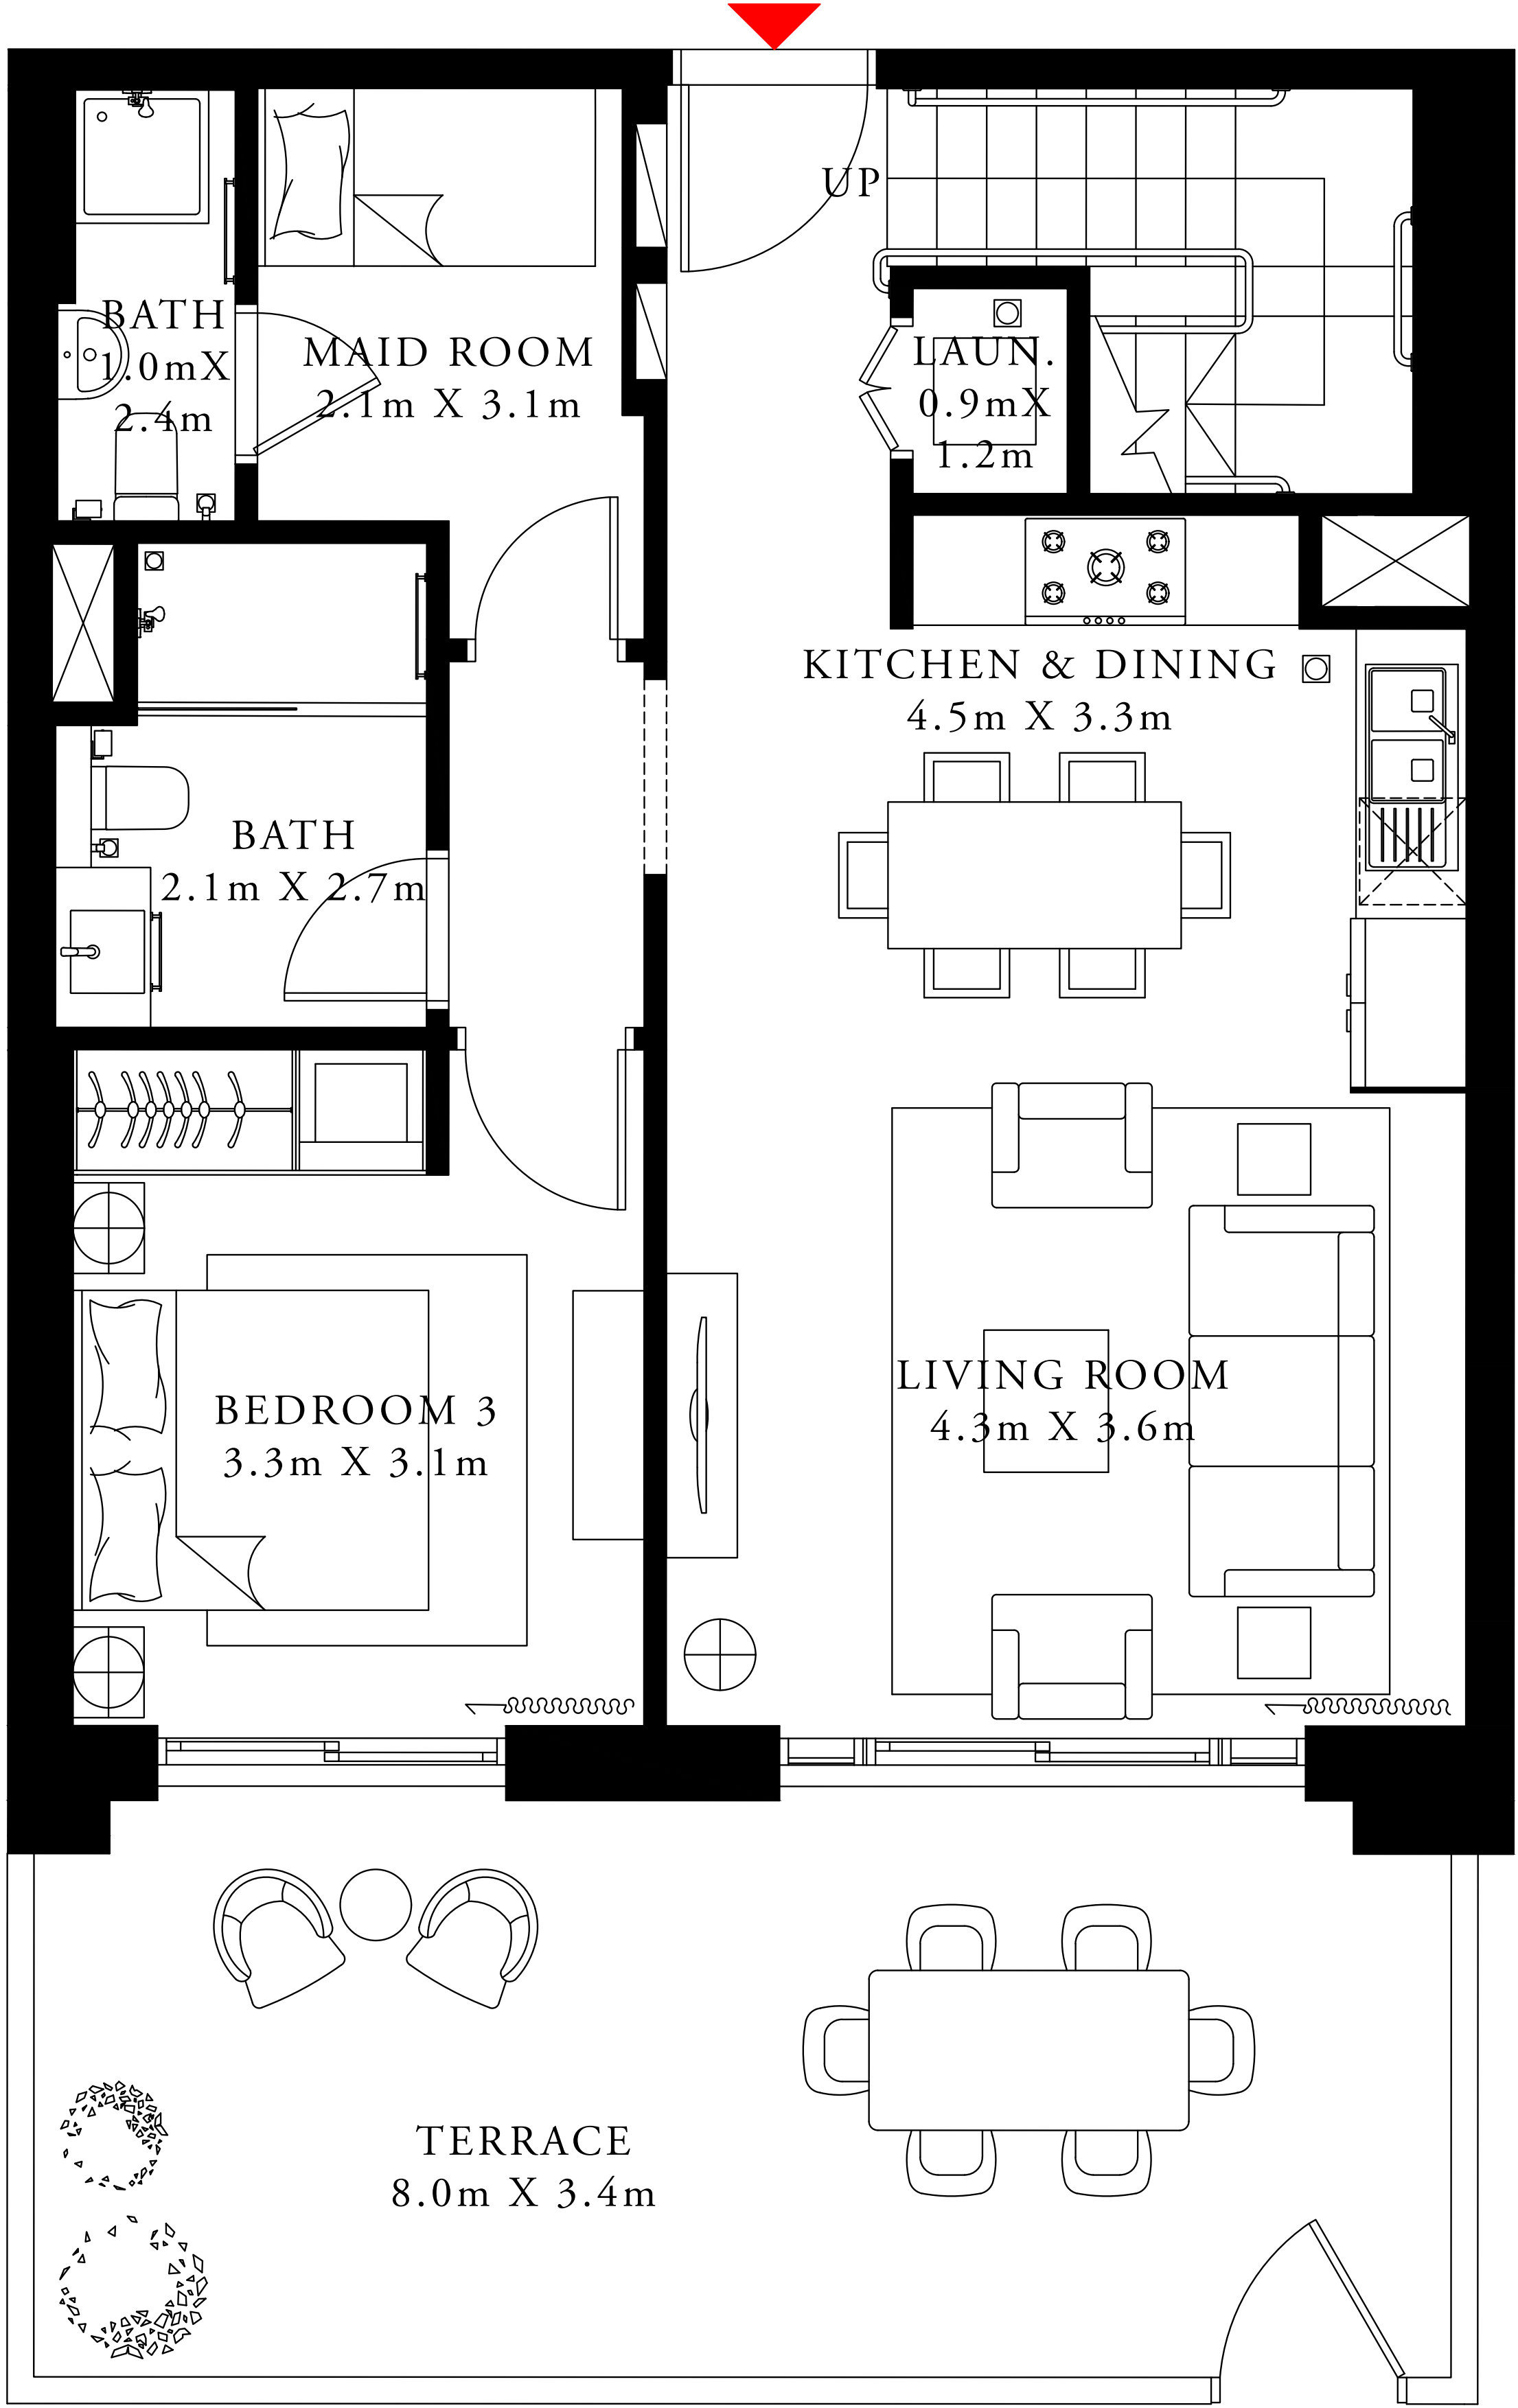 UP
BATH
1.0mX
2.4m
MAID ROOM
2.1m X 3.1m
LAUN.
0.9mX
1.2m
KITCHEN & DINING
4.5m X 3.3m
BATH
2.1m X 2.7m
LIVING ROOM
4.3m X 3.6m
BEDROOM 3
3.3m X 3.1m
TERRACE
8.0m X 3.4m